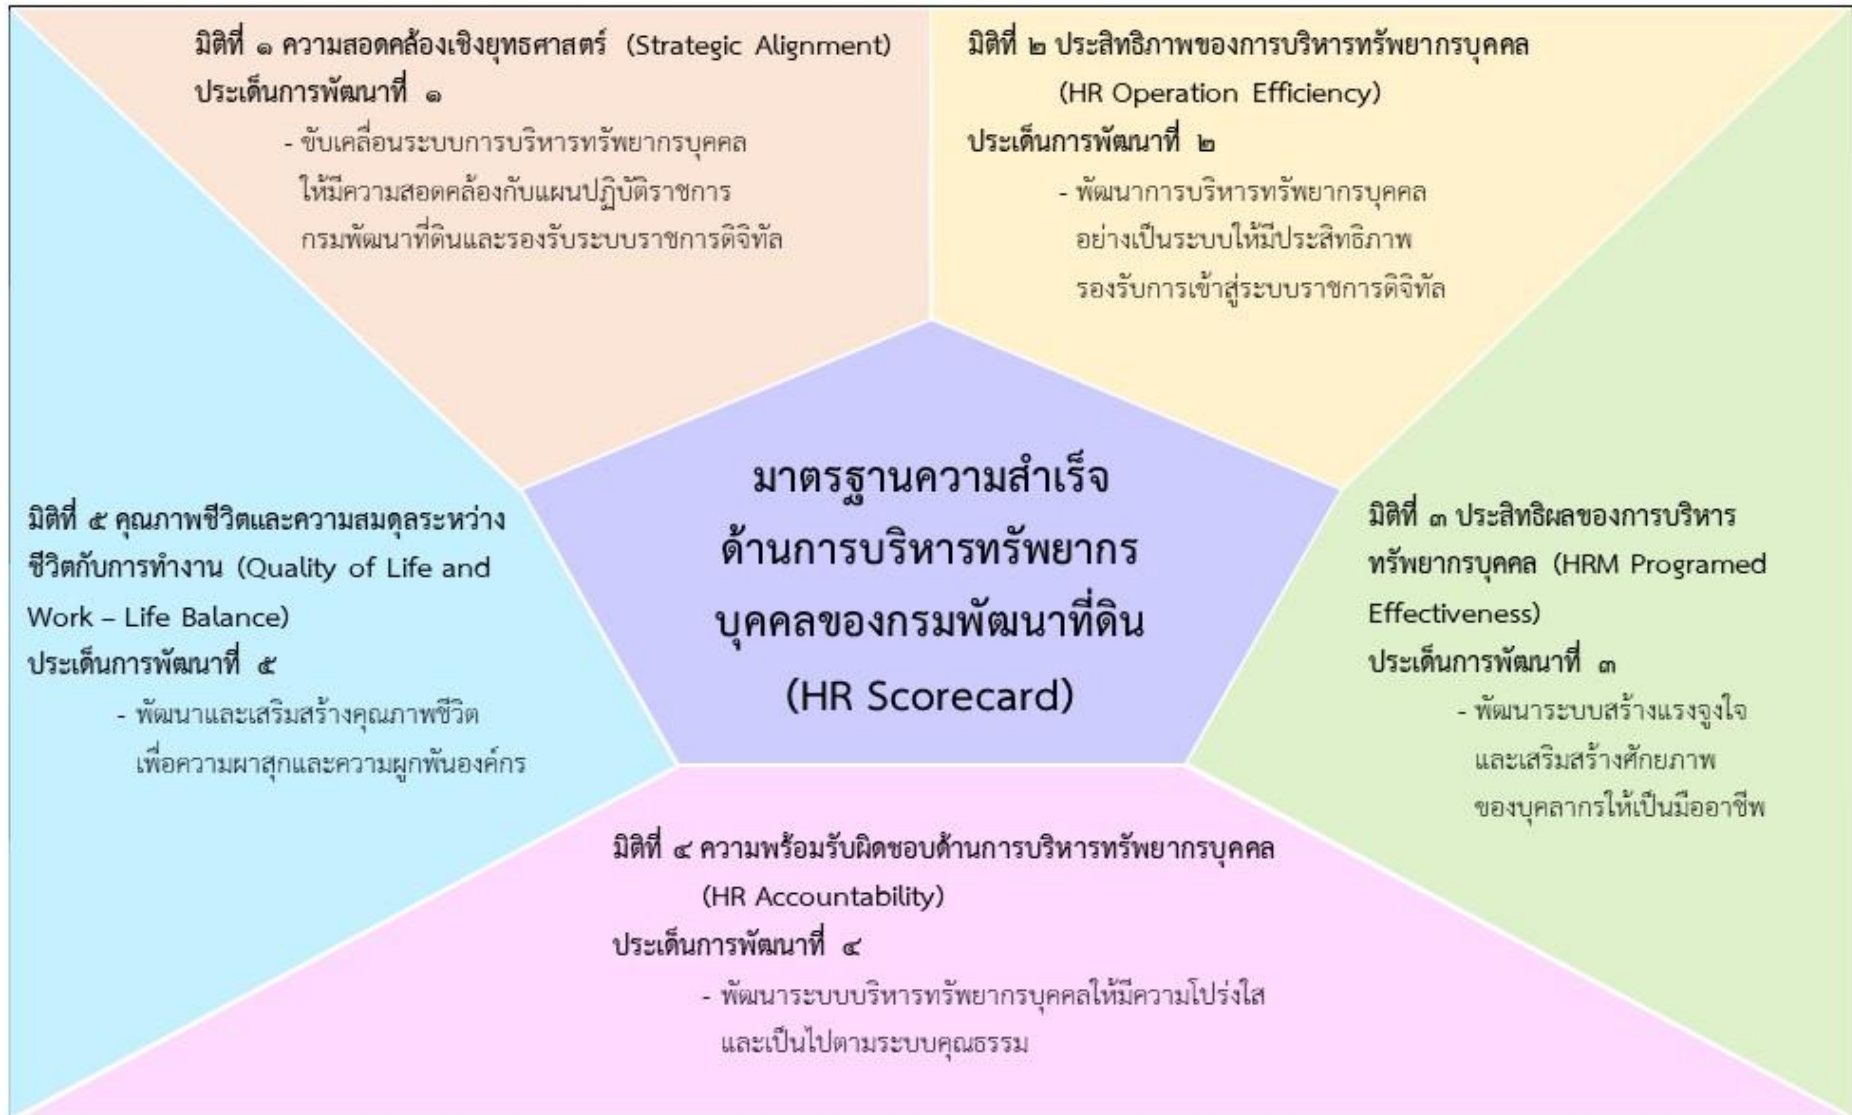 มิติที่ ๑ ความสอดคล้องเชิงยุทธศาสตร์ (Strategic Alignment)
ประเด็นการพัฒนาที่ ๑
- ขับเคลื่อนระบบการบริหารทรัพยากรบุคคล
ให้มีความสอดคล้องกับแผนปฏิบัติราชการ
กรมพัฒนาที่ดินและรองรับระบบราชการดิจิทัล
มิติที่ ๒ ประสิทธิภาพของการบริหารทรัพยากรบุคคล
(HR Operation Efficiency)
ประเด็นการพัฒนาที่ ๒
- พัฒนาการบริหารทรัพยากรบุคคล
อย่างเป็นระบบให้มีประสิทธิภาพ
รองรับการเข้าสู่ระบบราชการดิจิทัล
มาตรฐานความสำเร็จ
ด้านการบริหารทรัพยากร
บุคคลของกรมพัฒนาที่ดิน
(HR Scorecard)
มิติที่ ๓ ประสิทธิผลของการบริหาร
ทรัพยากรบุคคล (HRM Programed
Effectiveness)
ประเด็นการพัฒนาที่ ๓
- พัฒนาระบบสร้างแรงจูงใจ
และเสริมสร้างศักยภาพ
ของบุคลากรให้เป็นมืออาชีพ
มิติที่ ๔ ความพร้อมรับผิดชอบด้านการบริหารทรัพยากรบุคคล
(HR Accountability)
ประเด็นการพัฒนาที่ ๔
- พัฒนาระบบบริหารทรัพยากรบุคคลให้มีความโปร่งใส
และเป็นไปตามระบบคุณธรรม
มิติที่ ๕ คุณภาพชีวิตและความสมดุลระหว่าง
ชีวิตกับการทำงาน (Quality of Life and
Work – Life Balance)
ประเด็นการพัฒนาที่ ๕
- พัฒนาและเสริมสร้างคุณภาพชีวิต
เพื่อความผาสุกและความผูกพันองค์กร